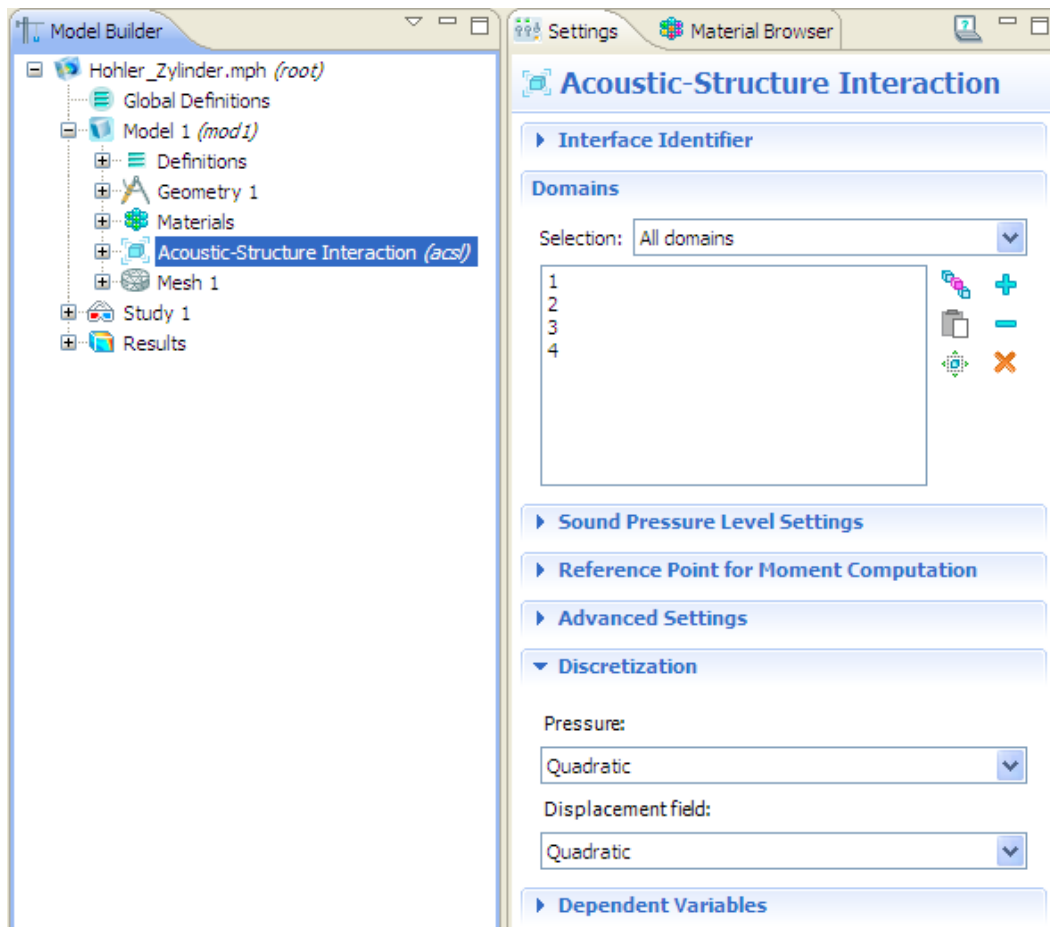 Model Builder
Hohler_Zylinder.mph (root)
Global Definitions
Model 1 (mod1)
Definitions
Geometry 1
Materials
Acoustic-Structure Interaction (acsl)
Mesh 1
Study 1
Results
Settings
Material Browser
Acoustic-Structure Interaction
Interface Identifier
Domains
Selection: All domains
1
2
3
4
Sound Pressure Level Settings
Reference Point for Moment Computation
Advanced Settings
Discretization
Pressure:
Quadratic
Displacement field:
Quadratic
Dependent Variables